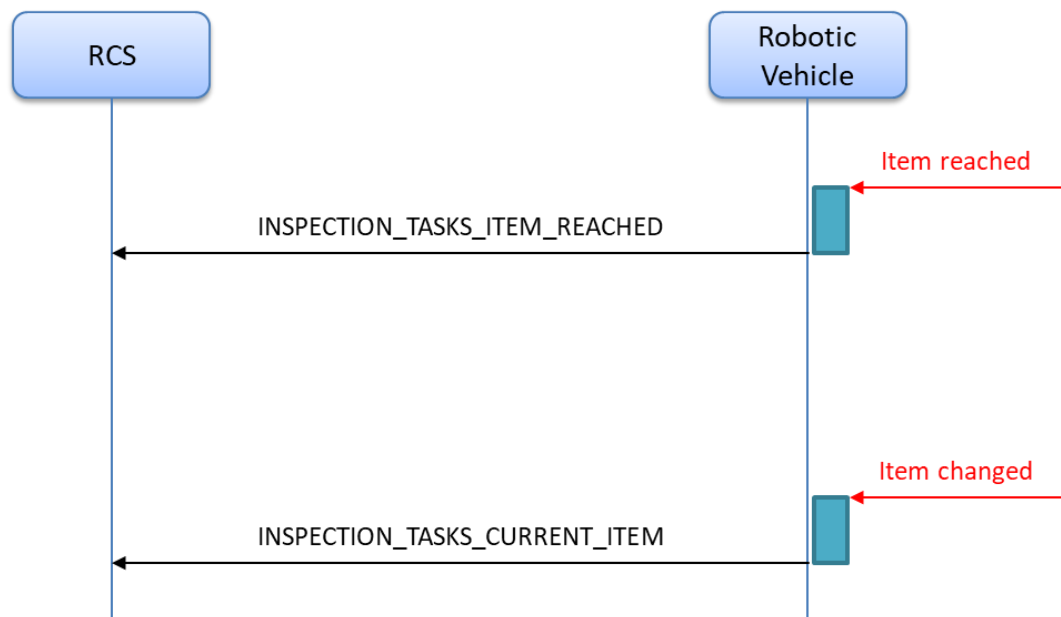 RCS
Robotic
Vehicle
Item reached
INSPECTION_TASKS_ITEM_REACHED
Item changed
INSPECTION_TASKS_CURRENT_ITEM